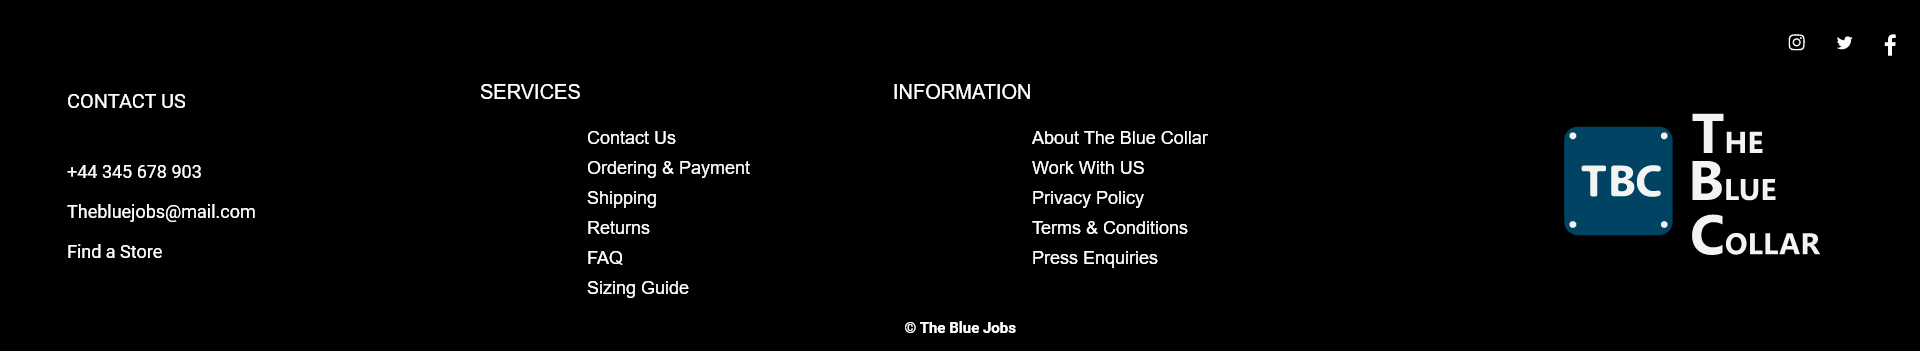 CONTACT US
+44 345 678 903
Thebluejobs@mail.com
Find a Store
SERVICES
Contact Us
Ordering & Payment
Shipping
Returns
FAQ
Sizing Guide
INFORMATION
About The Blue Collar
Work With US
Privacy Policy
Terms & Conditions
Press Enquiries
TBC
THE
BLUE
COLLAR
© The Blue Jobs